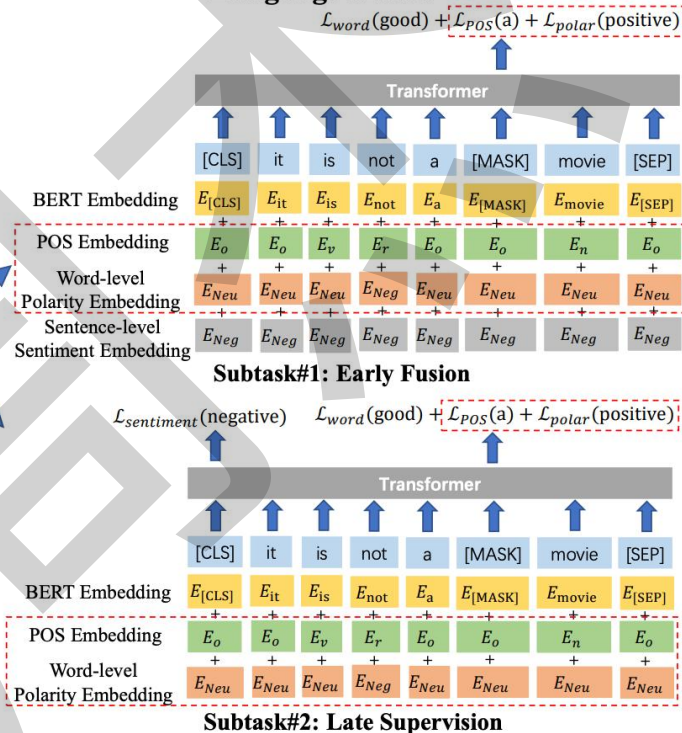 ℒword(good) + ℒPOS(a) + ℒpolar(positive)
Transformer
[CLS] it is not a [MASK] movie [SEP]
BERT Embedding E[CLS] Eit Eis Enot Ea E[MASK] Emovie E[SEP]
+ + + + + + + +
POS Embedding Eo Eo Ev Er Eo Eo En Eo
+ + + + + + + +
Word-level
Polarity Embedding ENeu ENeu ENeu ENeg ENeu ENeu ENeu ENeu
+ + + + + + + +
Sentence-level
Sentiment Embedding ENeg ENeg ENeg ENeg ENeg ENeg ENeg ENeg
Subtask#1: Early Fusion
ℒsentiment(negative) ℒword(good) + ℒPOS(a) + ℒpolar(positive)
Transformer
[CLS] it is not a [MASK] movie [SEP]
BERT Embedding E[CLS] Eit Eis Enot Ea E[MASK] Emovie E[SEP]
+ + + + + + + +
POS Embedding Eo Eo Ev Er Eo Eo En Eo
+ + + + + + + +
Word-level
Polarity Embedding ENeu ENeu ENeu ENeg ENeu ENeu ENeu ENeu
Subtask#2: Late Supervision